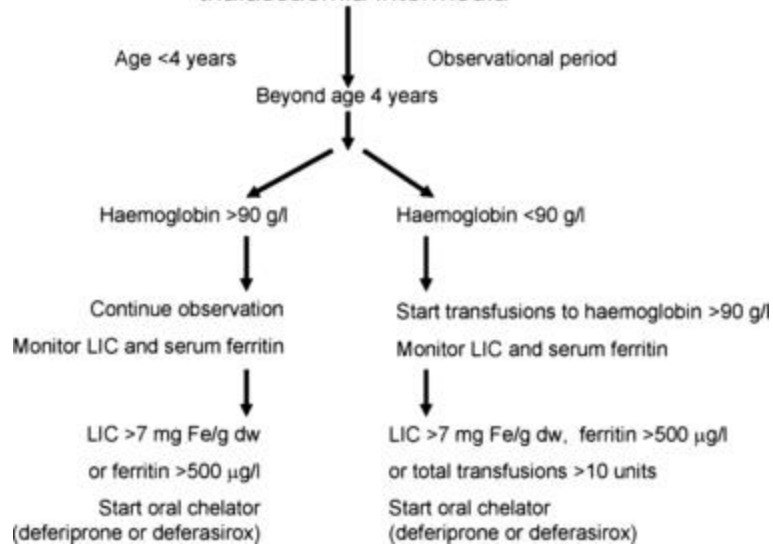 Age <4 years
Observational period
Beyond age 4 years
Haemoglobin >90 g/l
Haemoglobin <90 g/l
Continue observation
Start transfusions to haemoglobin >90 g/l
Monitor LIC and serum ferritin
Monitor LIC and serum ferritin
LIC >7 mg Fe/g dw
LIC >7 mg Fe/g dw, ferritin >500 µg/l
or ferritin >500 µg/l
or total transfusions >10 units
Start oral chelator
Start oral chelator
(deferiprone or deferasirox)
(deferiprone or deferasirox)